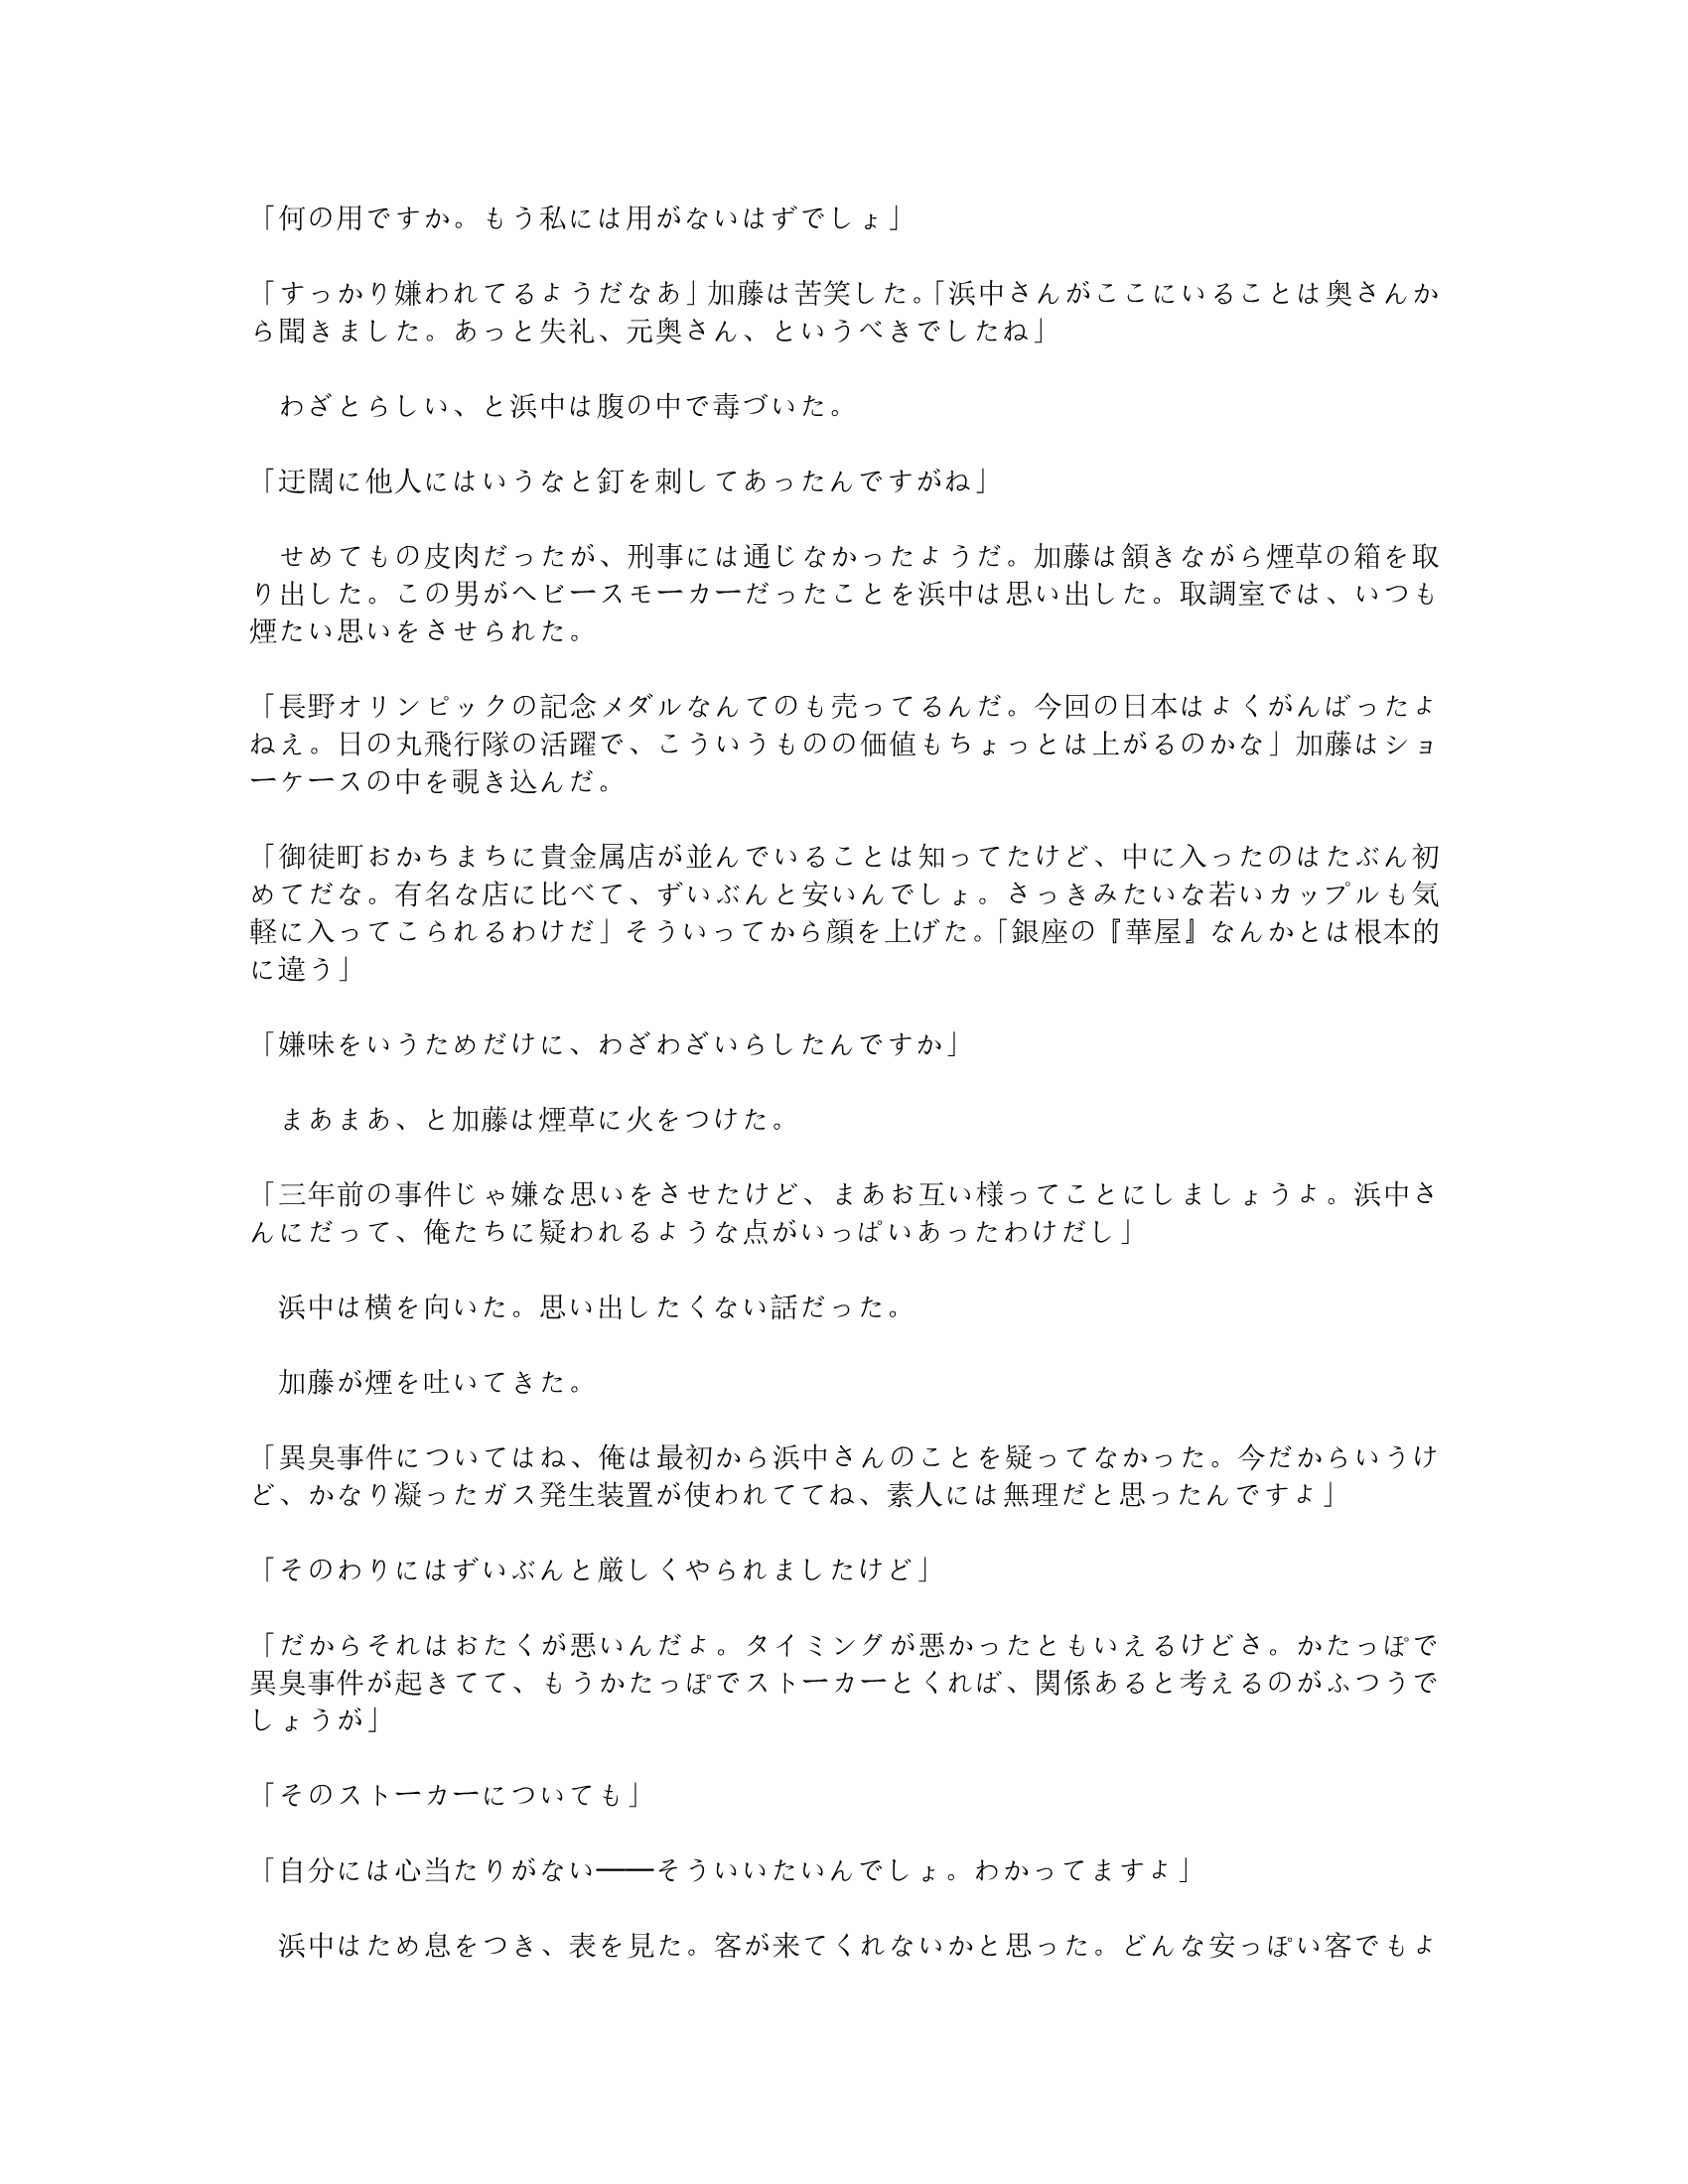 「何の用ですか。もう私には用がないはずでしょ」
「すっかり嫌われてるようだなあ」加藤は苦笑した。「浜中さんがここにいることは奥さんか
ら聞きました。あっと失礼、元奥さん、というべきでしたね」
　わざとらしい、と浜中は腹の中で毒づいた。
「迂闊に他人にはいうなと釘を刺してあったんですがね」
　せめてもの皮肉だったが、刑事には通じなかったようだ。加藤は頷きながら煙草の箱を取
り出した。この男がヘビースモーカーだったことを浜中は思い出した。取調室では、いつも
煙たい思いをさせられた。
「長野オリンピックの記念メダルなんてのも売ってるんだ。今回の日本はよくがんばったよ
ねえ。日の丸飛行隊の活躍で、こういうものの価値もちょっとは上がるのかな」加藤はショ
ーケースの中を覗き込んだ。
「御徒町おかちまちに貴金属店が並んでいることは知ってたけど、中に入ったのはたぶん初
めてだな。有名な店に比べて、ずいぶんと安いんでしょ。さっきみたいな若いカップルも気
軽に入ってこられるわけだ」そういってから顔を上げた。「銀座の『華屋』なんかとは根本的
に違う」
「嫌味をいうためだけに、わざわざいらしたんですか」
　まあまあ、と加藤は煙草に火をつけた。
「三年前の事件じゃ嫌な思いをさせたけど、まあお互い様ってことにしましょうよ。浜中さ
んにだって、俺たちに疑われるような点がいっぱいあったわけだし」
　浜中は横を向いた。思い出したくない話だった。
　加藤が煙を吐いてきた。
「異臭事件についてはね、俺は最初から浜中さんのことを疑ってなかった。今だからいうけ
ど、かなり凝ったガス発生装置が使われててね、素人には無理だと思ったんですよ」
「そのわりにはずいぶんと厳しくやられましたけど」
「だからそれはおたくが悪いんだよ。タイミングが悪かったともいえるけどさ。かたっぽで
異臭事件が起きてて、もうかたっぽでストーカーとくれば、関係あると考えるのがふつうで
しょうが」
「そのストーカーについても」
「自分には心当たりがない――そういいたいんでしょ。わかってますよ」
　浜中はため息をつき、表を見た。客が来てくれないかと思った。どんな安っぽい客でもよ